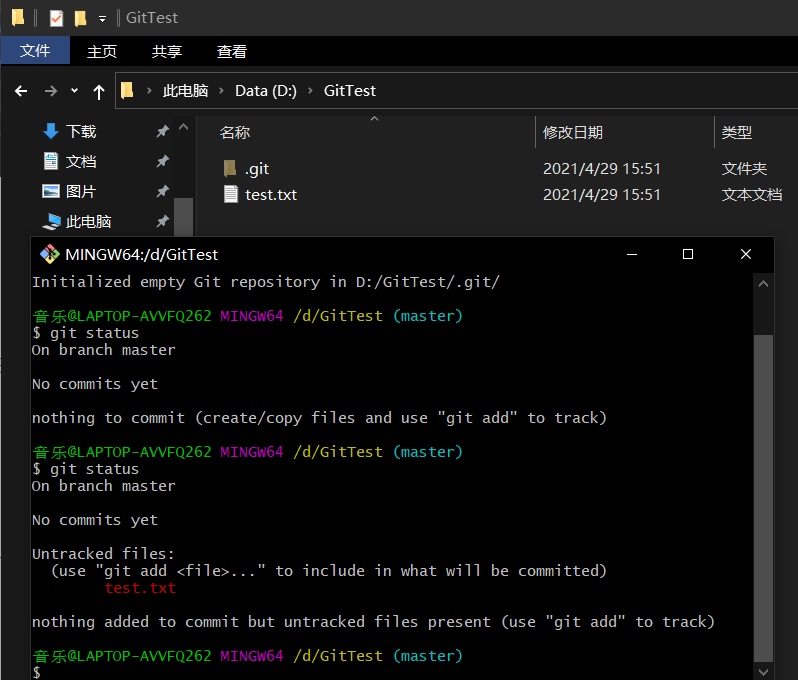 GitTest
文件 主页 共享 查看
此电脑 Data (D:) GitTest
下载
文档
图片
此电脑
名称 修改日期 类型
.git 2021/4/29 15:51 文件夹
test.txt 2021/4/29 15:51 文本文档
MINGW64:/d/GitTest
Initialized empty Git repository in D:/GitTest/.git/
音乐@LAPTOP-AVVFQ262 MINGW64 /d/GitTest (master)
$ git status
On branch master
No commits yet
nothing to commit (create/copy files and use "git add" to track)
音乐@LAPTOP-AVVFQ262 MINGW64 /d/GitTest (master)
$ git status
On branch master
No commits yet
Untracked files:
(use "git add <file>..." to include in what will be committed)
test.txt
nothing added to commit but untracked files present (use "git add" to track)
音乐@LAPTOP-AVVFQ262 MINGW64 /d/GitTest (master)
$